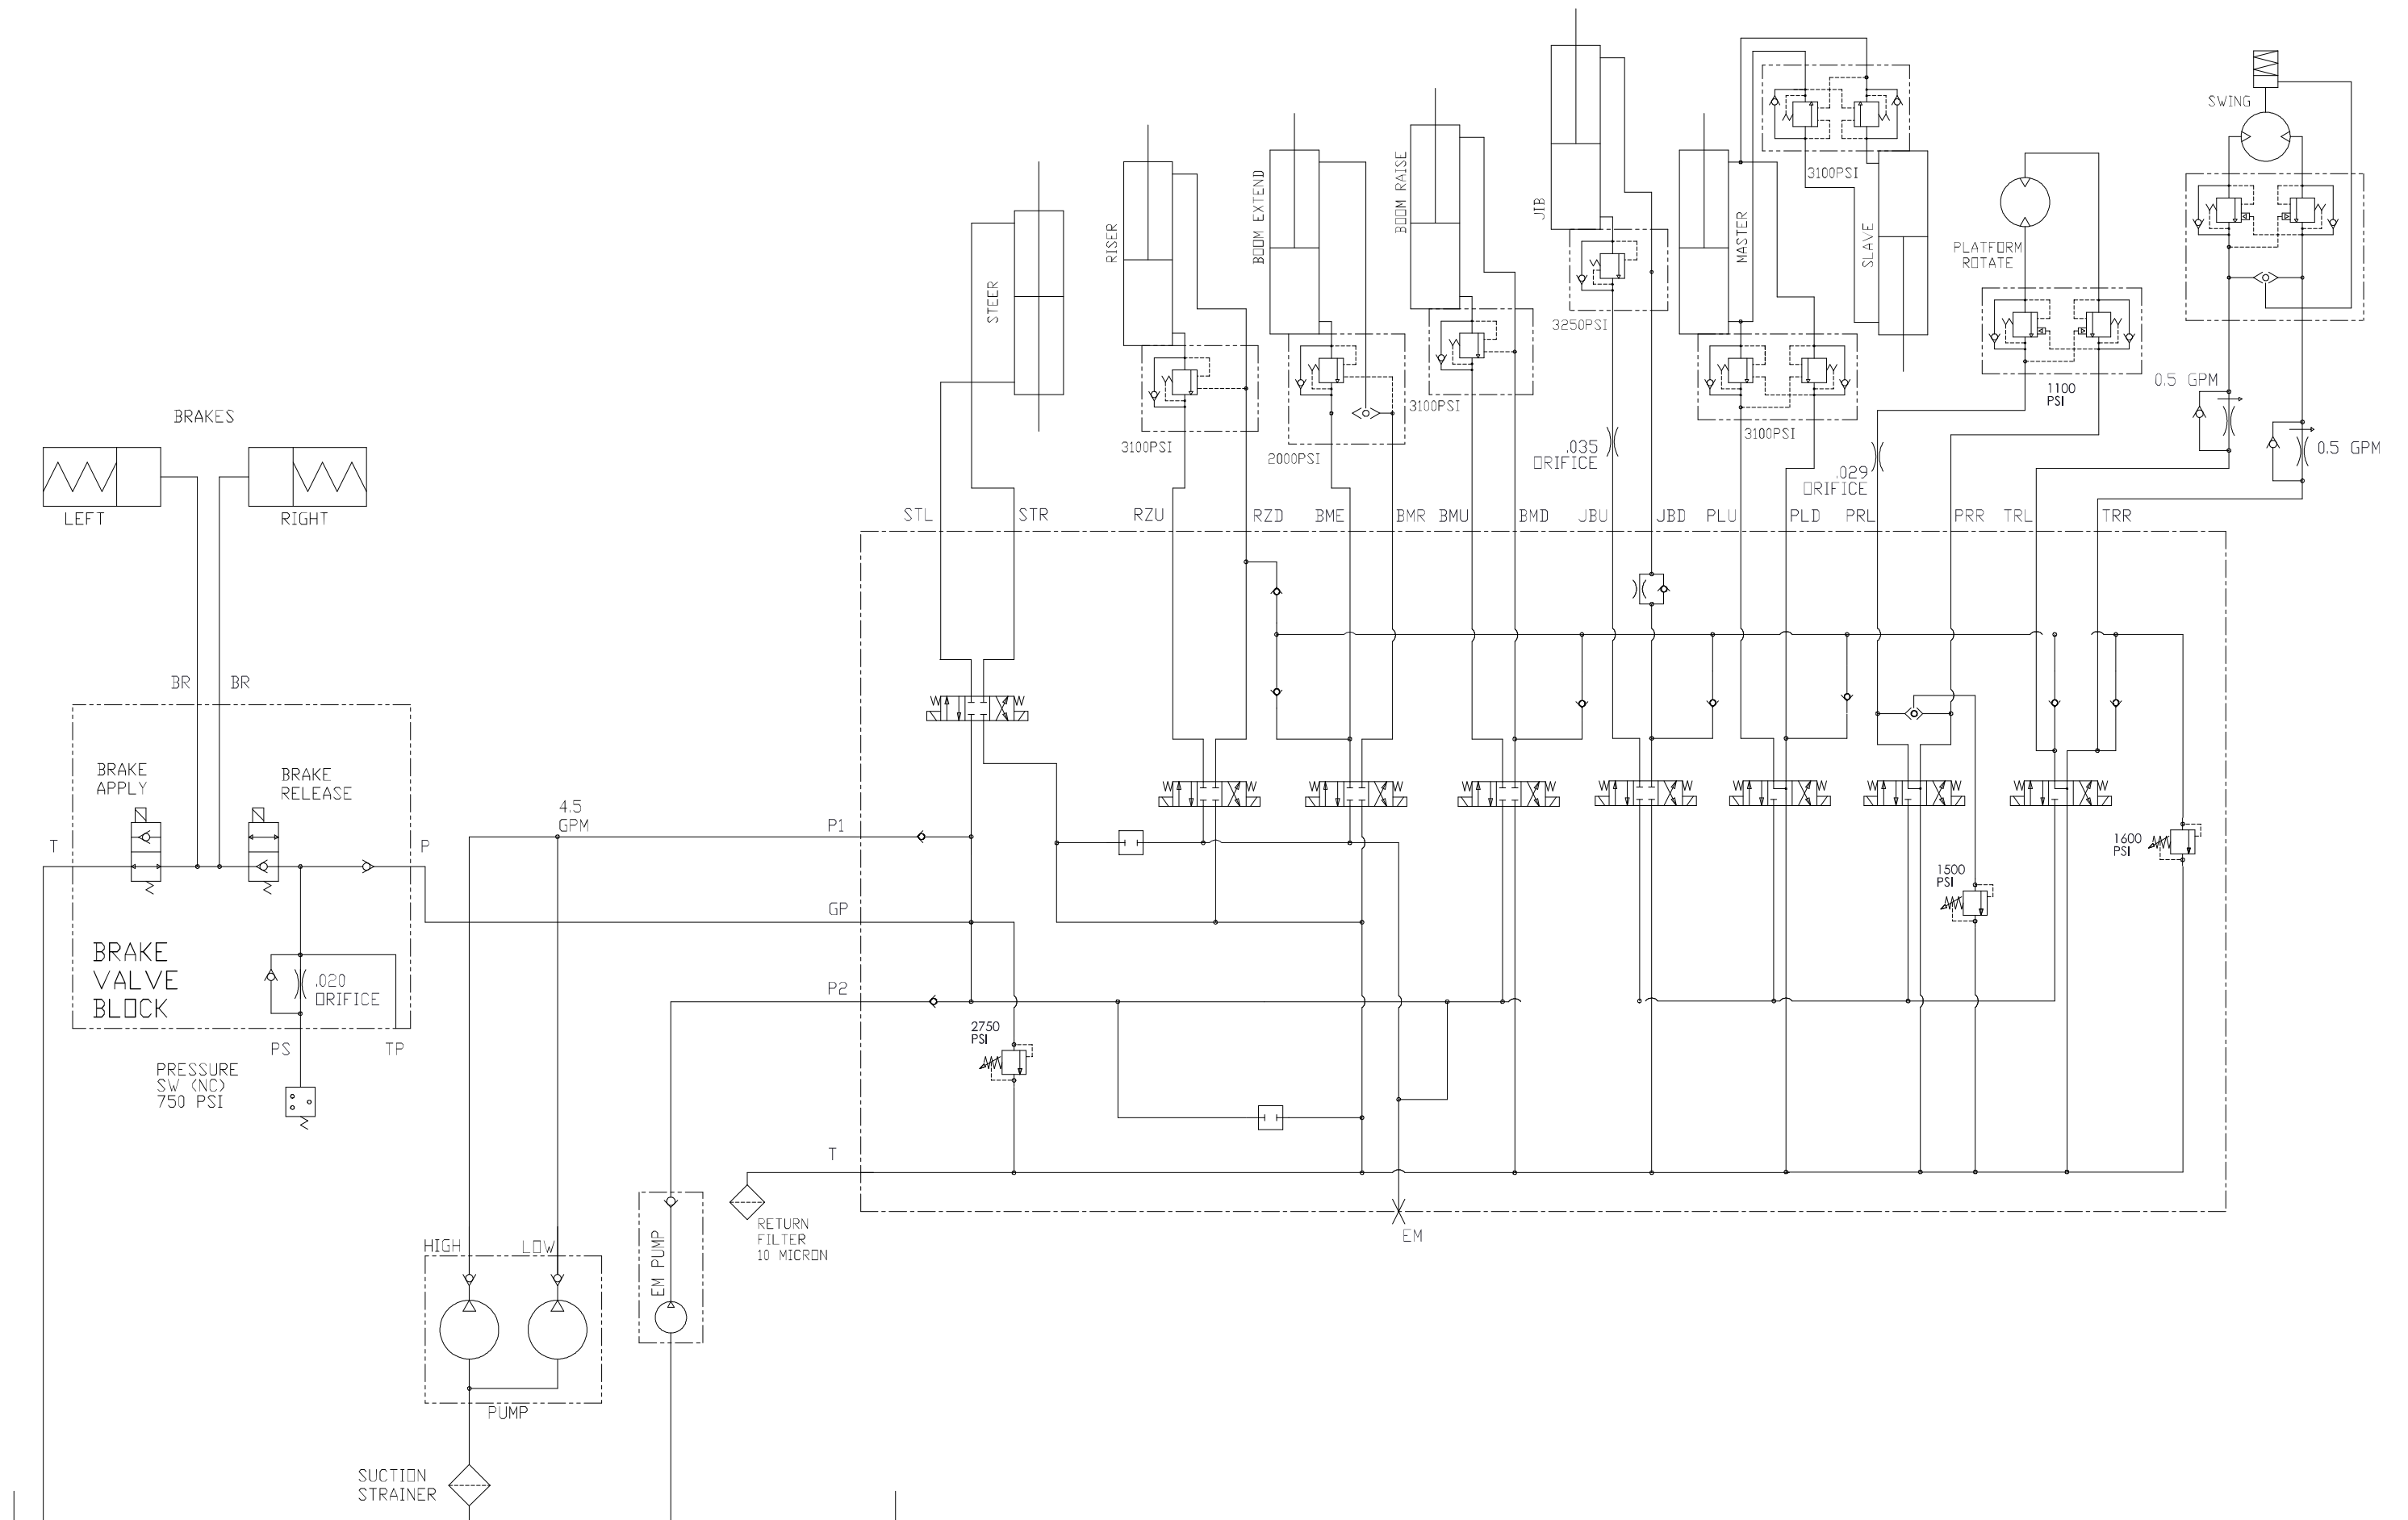 SWING
RISER
BOOM EXTEND
BOOM RAISE
JIB
MASTER
SLAVE
3100PSI
STEER
PLATFORM
ROTATE
3250PSI
3100PSI
2000PSI
3100PSI
3100PSI
1100
PSI
0.5 GPM
0.5 GPM
.035
ORIFICE
.029
ORIFICE
BRAKES
LEFT
RIGHT
STL
STR
RZU
RZD
BME
BMR
BMU
BMD
JBU
JBD
PLU
PLD
PRL
PRR
TRL
TRR
BR
BR
BRAKE
APPLY
BRAKE
RELEASE
4.5
GPM
T
P
P1
1600
PSI
1500
PSI
GP
BRAKE
VALVE
BLOCK
.020
ORIFICE
P2
2750
PSI
PS
TP
PRESSURE
SW (NC)
750 PSI
T
RETURN
FILTER
10 MICRON
EM
HIGH
LOW
EM PUMP
PUMP
SUCTION
STRAINER